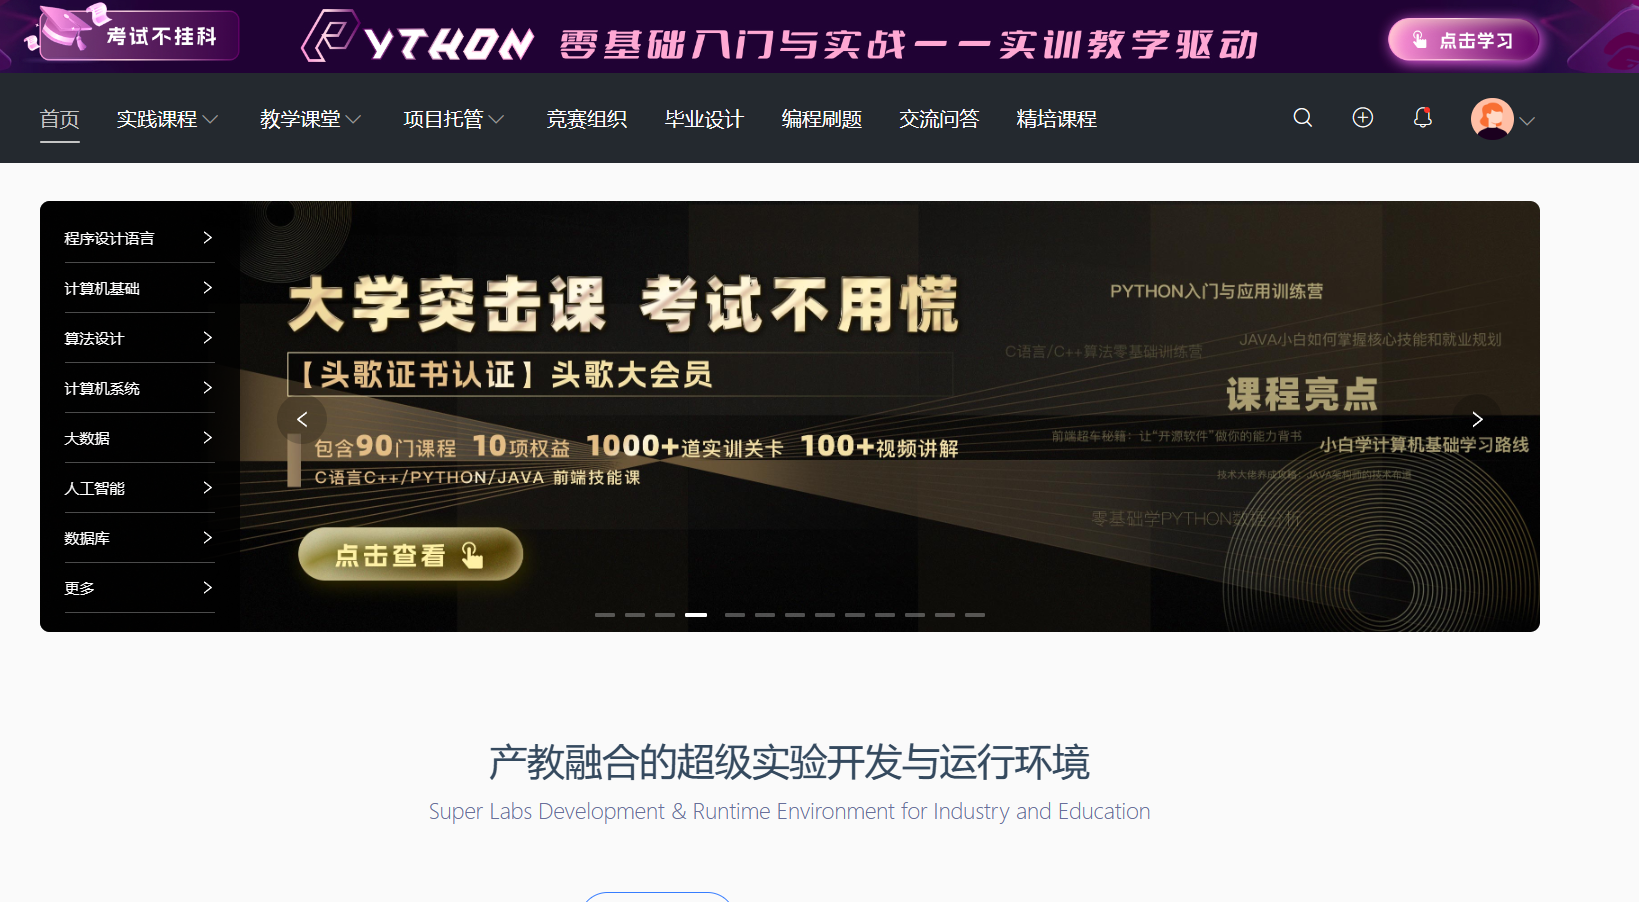 考试不挂科
PYTHON 零基础入门与实战——实训教学驱动
点击学习
首页 实践课程 教学课堂 项目托管 竞赛组织 毕业设计 编程刷题 交流问答 精培课程
程序设计语言
计算机基础
算法设计
计算机系统
大数据
人工智能
数据库
更多
大学突击课 考试不用慌
【头歌证书认证】头歌大会员
包含90门课程 10项权益 1000+道实训关卡 100+视频讲解
C语言C++/PYTHON/JAVA 前端技能课
点击查看
PYTHON入门与应用训练营
JAVA小白如何掌握核心技能和就业规划
C语言/C++算法零基础训练营
课程亮点
前端超车秘籍：让“开源软件”做你的能力背书
小白学计算机基础学习路线
技术大佬养成攻略：JAVA架构师的技术布道
零基础学PYTHON数据分析
产教融合的超级实验开发与运行环境
Super Labs Development & Runtime Environment for Industry and Education